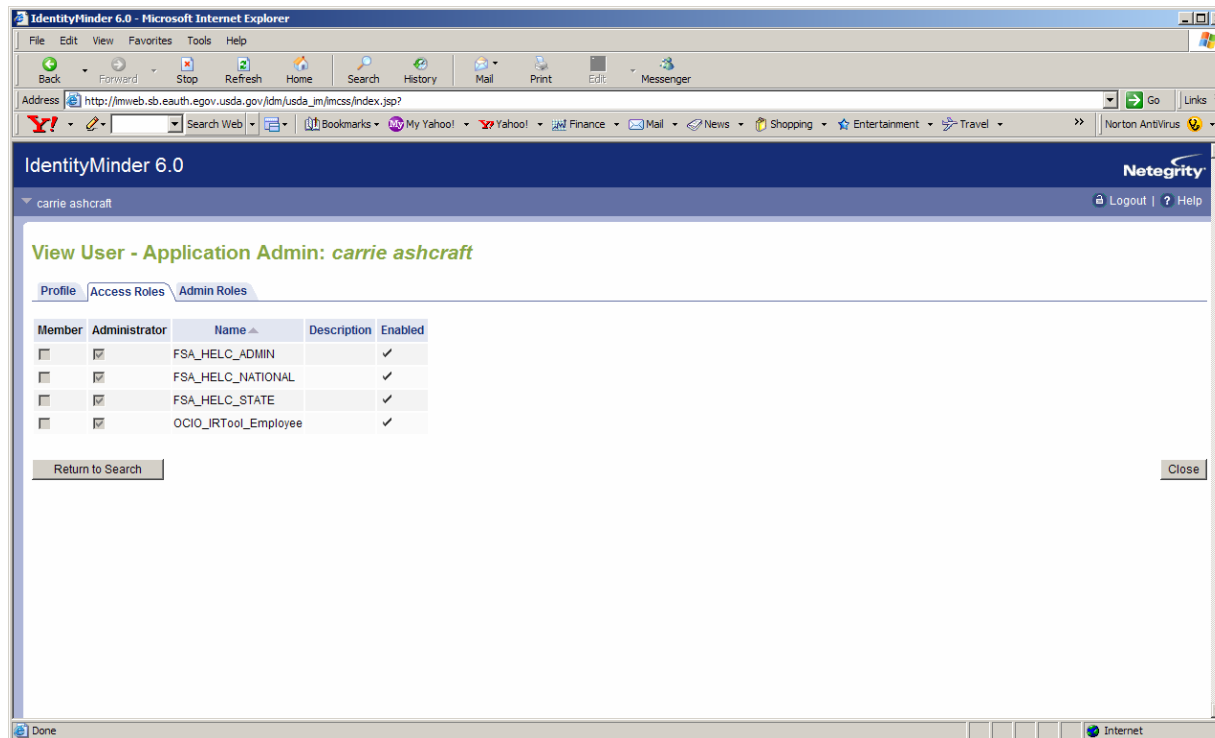 IdentityMinder 6.0 - Microsoft Internet Explorer
File Edit View Favorites Tools Help
Back Forward Stop Refresh Home Search History Mail Print Edit Messenger
Address http://imweb.sb.eauth.egov.usda.gov/idm/usda_im/imcss/index.jsp? Go Links
Y! Search Web Bookmarks My My Yahoo! Y? Yahoo! Finance Mail News Shopping Entertainment Travel >> Norton AntiVirus
IdentityMinder 6.0 Netegrity
carrie ashcraft Logout | ? Help
View User - Application Admin: carrie ashcraft
Profile Access Roles Admin Roles
Member Administrator Name Description Enabled
FSA_HELC_ADMIN
FSA_HELC_NATIONAL
FSA_HELC_STATE
OCIO_IRTool_Employee
Return to Search Close
Done Internet